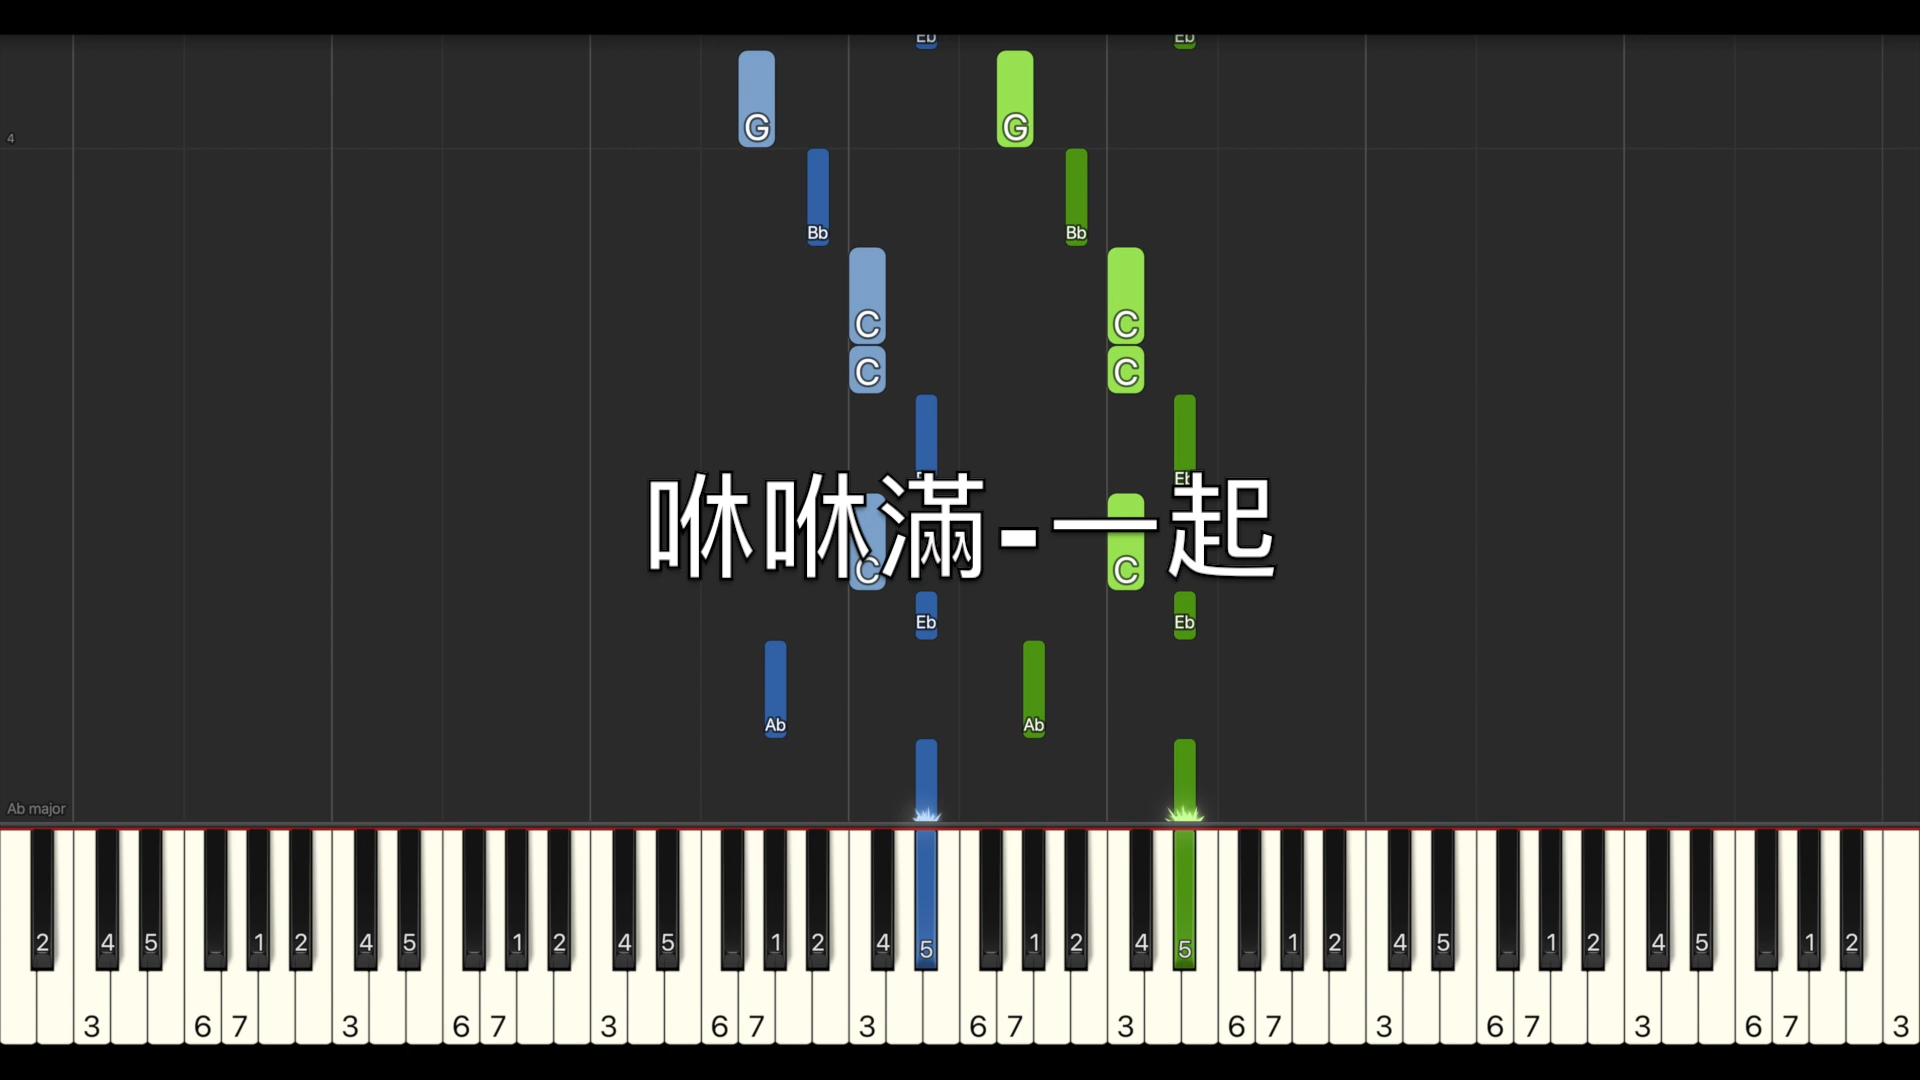 Eb Eb
G G
4
Bb Bb
C C
C C
Eb
咻咻滿-一起
C C
Eb Eb
Ab Ab
Ab major
2 4 5 1 2 4 5 1 2 4 5 1 2 4 5 1 2 4 5 1 2 4 5 1 2 4 5 1 2
3 6 7 3 6 7 3 6 7 3 6 7 3 6 7 3 6 7 3 6 7 3